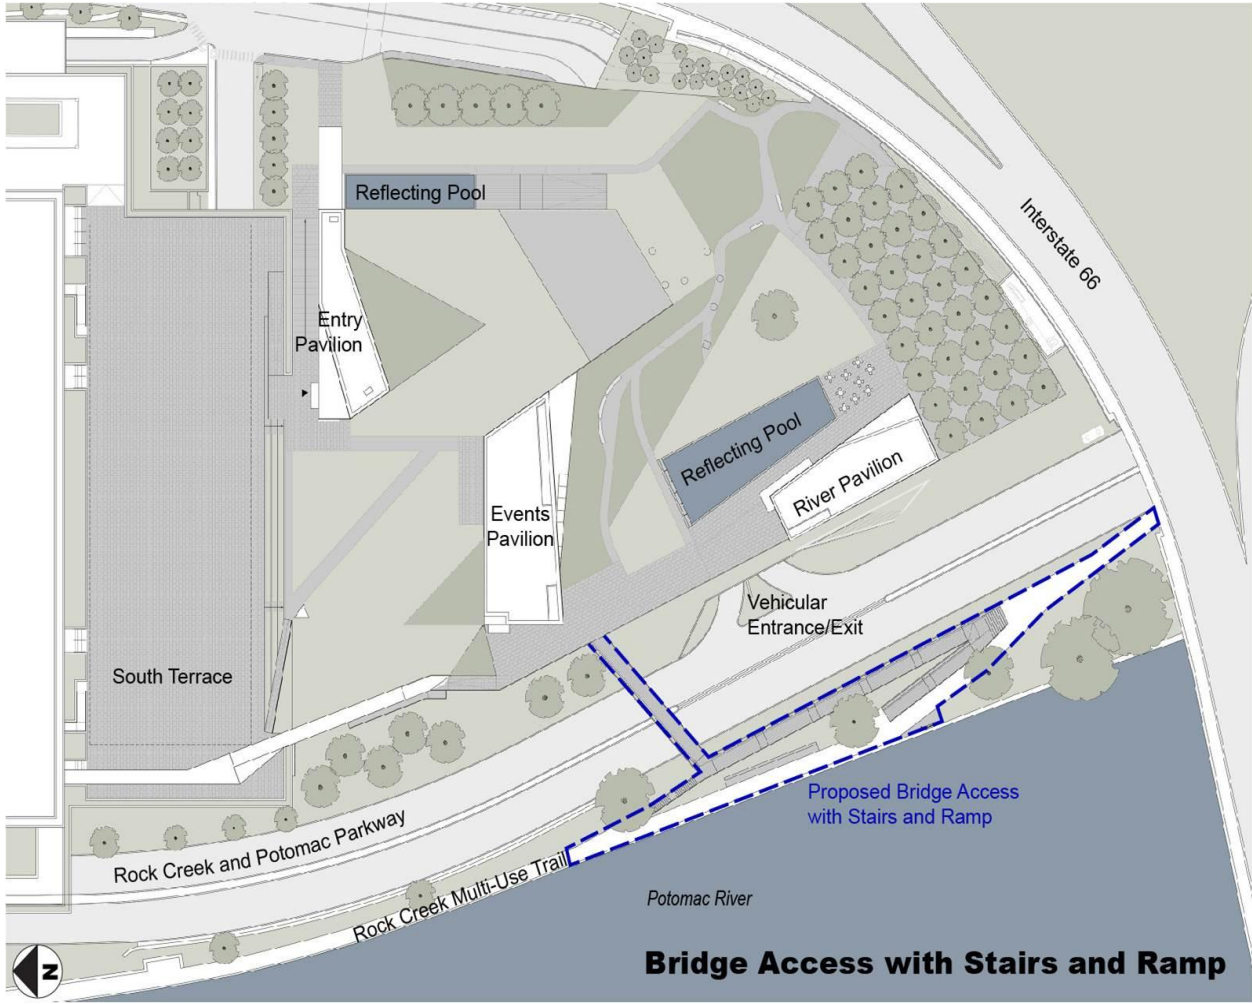 Reflecting Pool
Interstate 66
Entry
Pavilion
Reflecting Pool
River Pavilion
Events
Pavilion
Vehicular
Entrance/Exit
South Terrace
Proposed Bridge Access
with Stairs and Ramp
Rock Creek and Potomac Parkway
Rock Creek Multi-Use Trail
Potomac River
N
Bridge Access with Stairs and Ramp